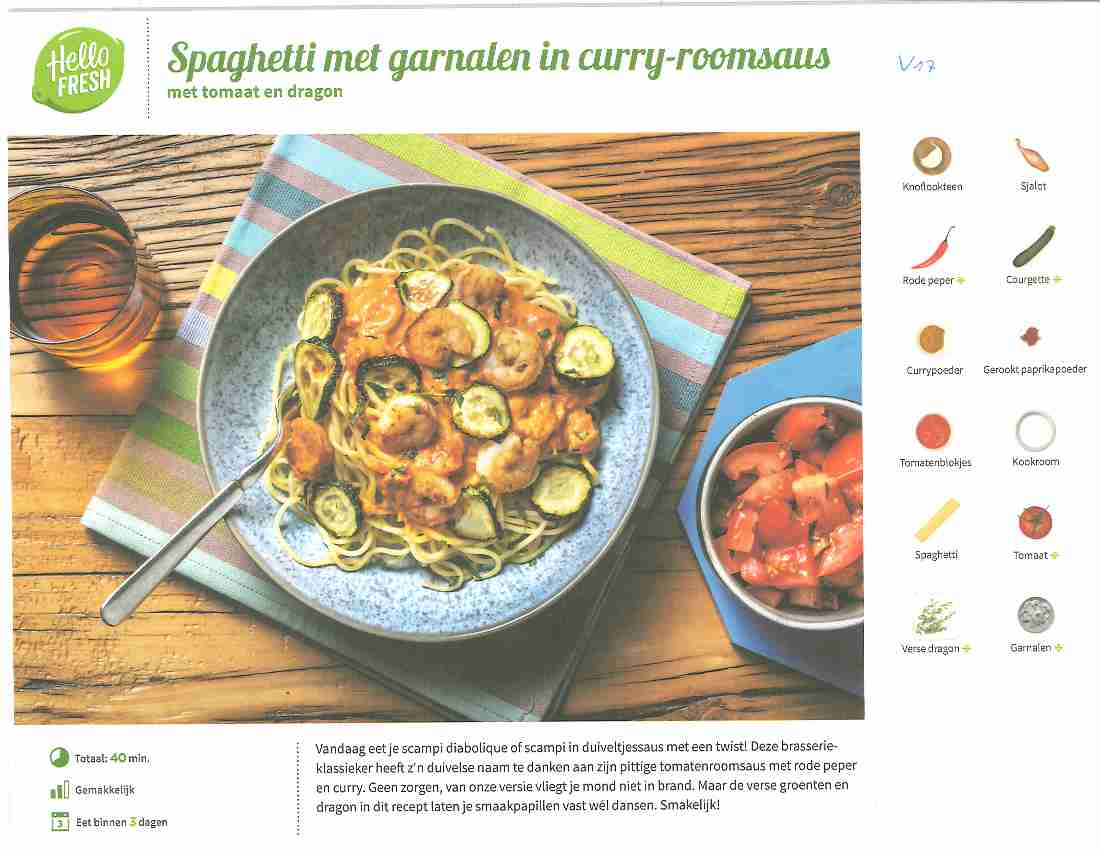 Hello
FRESH
Spaghetti met garnalen in curry-roomsaus
met tomaat en dragon
V17
Knoflookteen
Sjalot
Rode peper
Courgette
Currypoeder
Gerookt paprikapoeder
Tomatenblokjes
Kookroom
Spaghetti
Tomaat
Verse dragon
Garnalen
Totaal: 40 min.
Gemakkelijk
3
Eet binnen 3 dagen
Vandaag eet je scampi diabolique of scampi in duiveltjessaus met een twist! Deze brasserie-
klassieker heeft z'n duivelse naam te danken aan zijn pittige tomatenroomsaus met rode peper
en curry. Geen zorgen, van onze versie vliegt je mond niet in brand. Maar de verse groenten en
dragon in dit recept laten je smaakpapillen vast wél dansen. Smakelijk!